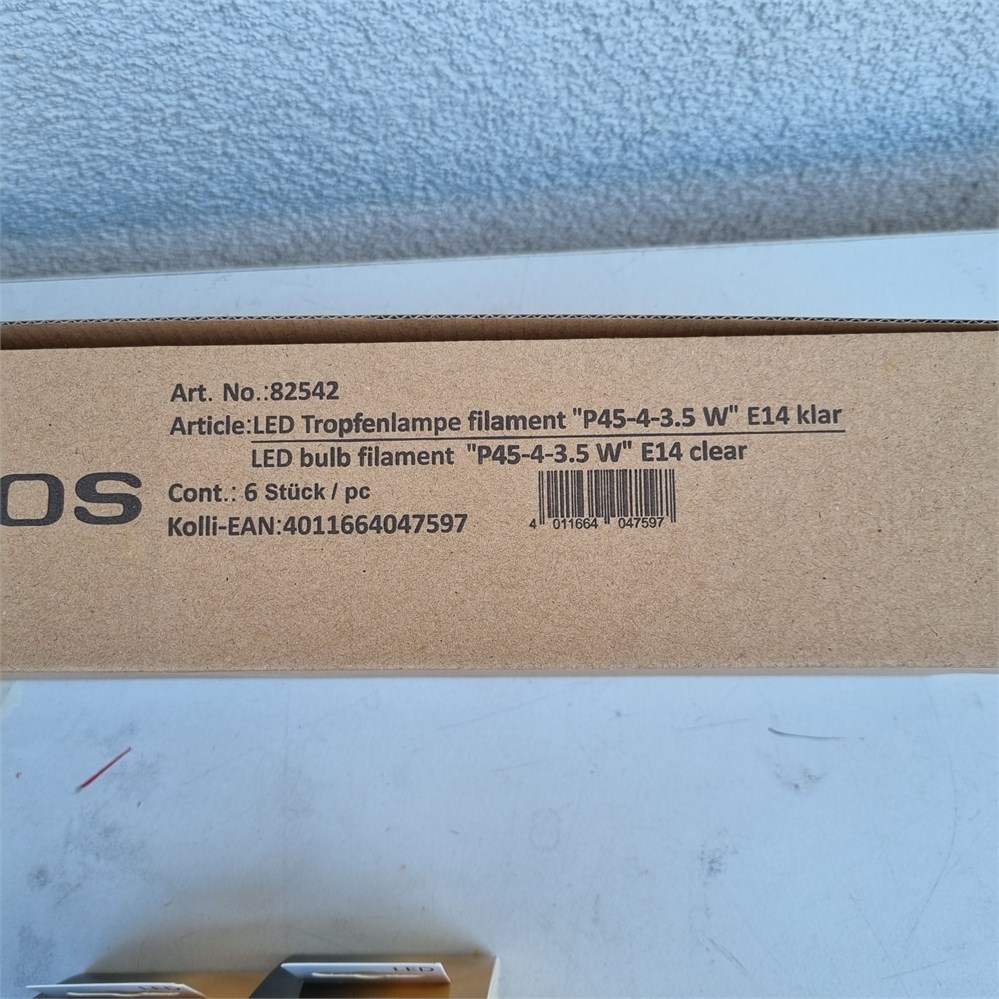 Art. No.:82542
Article:LED Tropfenlampe filament "P45-4-3.5 W" E14 klar
LED bulb filament "P45-4-3.5 W" E14 clear
OS
Cont.: 6 Stück / pc
Kolli-EAN:4011664047597
4 011664 047597
LED
LED